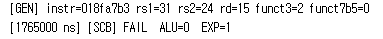 [GEN] instr=018fa7b3 rs1=31 rs2=24 rd=15 funct3=2 funct7b5=0
[1765000 ns] [SCB] FAIL ALU=0 EXP=1